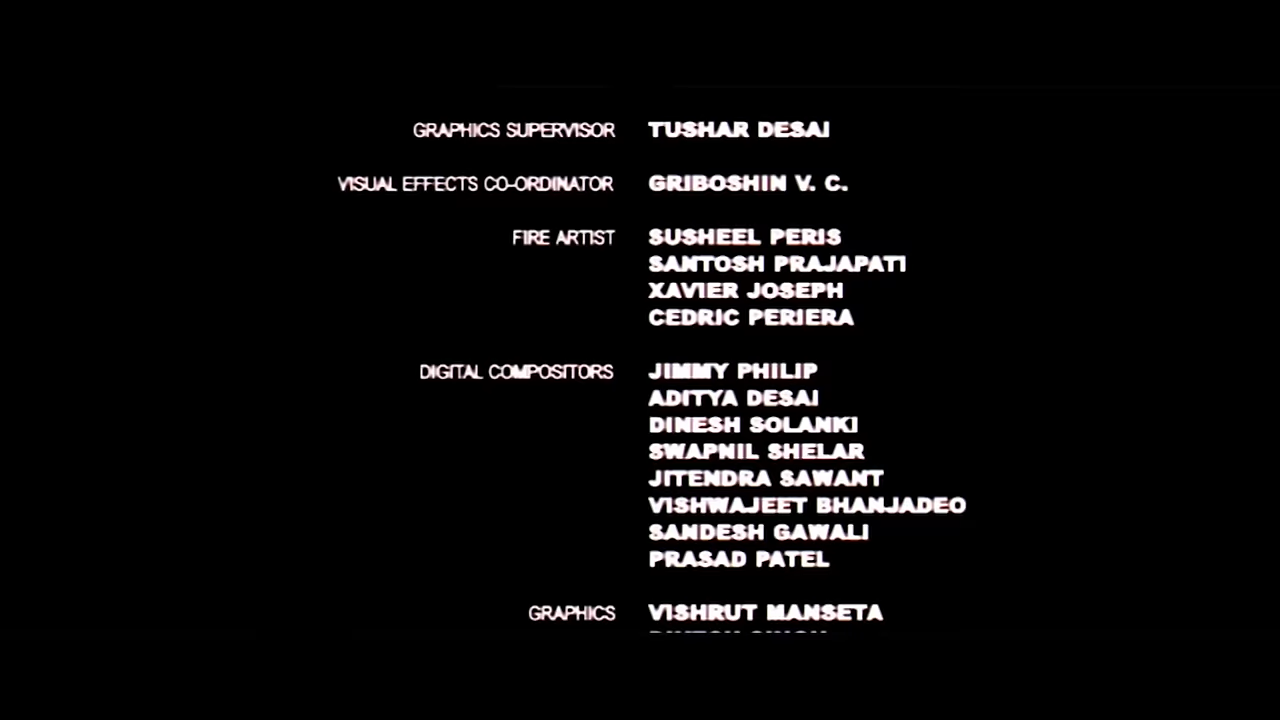 GRAPHICS SUPERVISOR TUSHAR DESAI
VISUAL EFFECTS CO-ORDINATOR GRIBOSHIN V. C.
FIRE ARTIST SUSHEEL PERIS
SANTOSH PRAJAPATI
XAVIER JOSEPH
CEDRIC PERIERA
DIGITAL COMPOSITORS JIMMY PHILIP
ADITYA DESAI
DINESH SOLANKI
SWAPNIL SHELAR
JITENDRA SAWANT
VISHWAJEET BHANJADEO
SANDESH GAWALI
PRASAD PATEL
GRAPHICS VISHRUT MANSETA